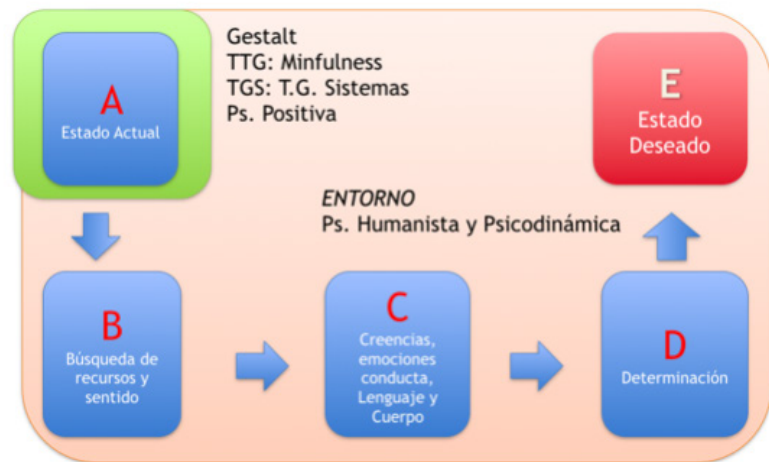 A
Estado Actual
Gestalt
TTG: Minfulness
TGS: T.G. Sistemas
Ps. Positiva
E
Estado
Deseado
ENTORNO
Ps. Humanista y Psicodinámica
B
Búsqueda de
recursos y
sentido
C
Creencias,
emociones
conducta,
Lenguaje y
Cuerpo
D
Determinación